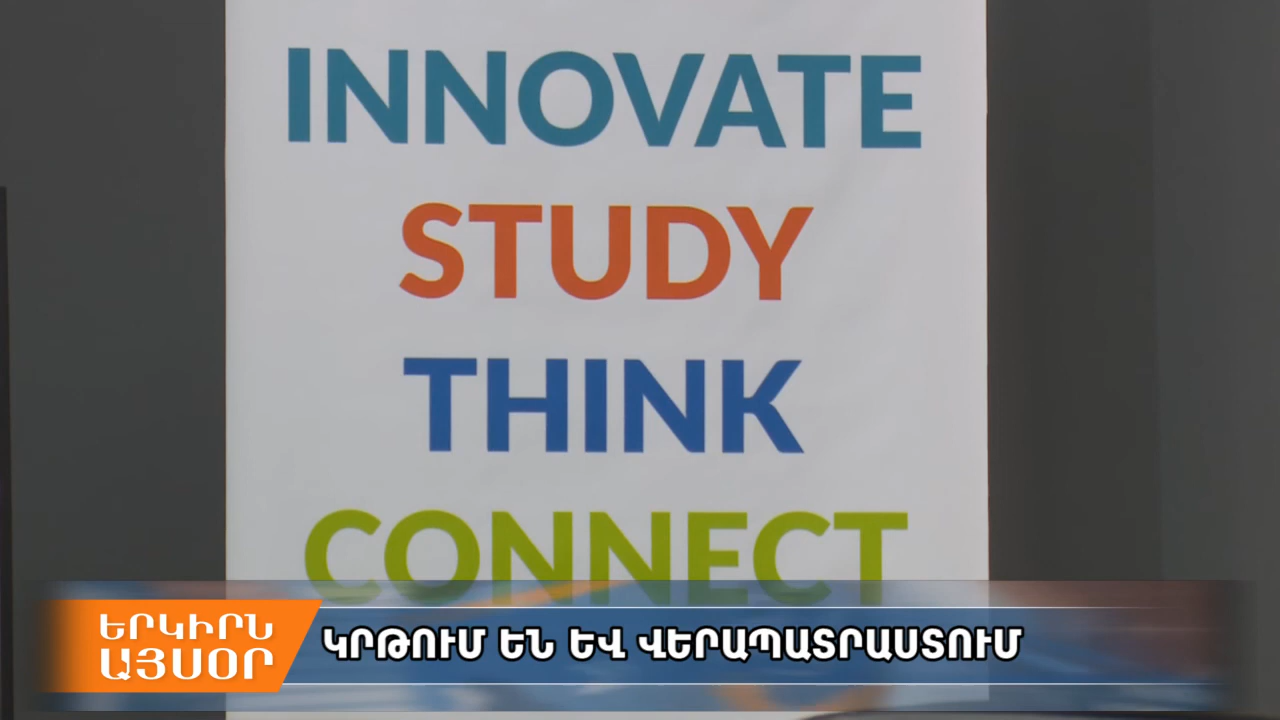 INNOVATE
STUDY
THINK
CONNECT
ԵՐԿԻՐՆ
ԱՅՍՕՐ
ԿՐԹՈՒՄ ԵՆ ԵՎ ՎԵՐԱՊԱՏՐԱՍՏՈՒՄ